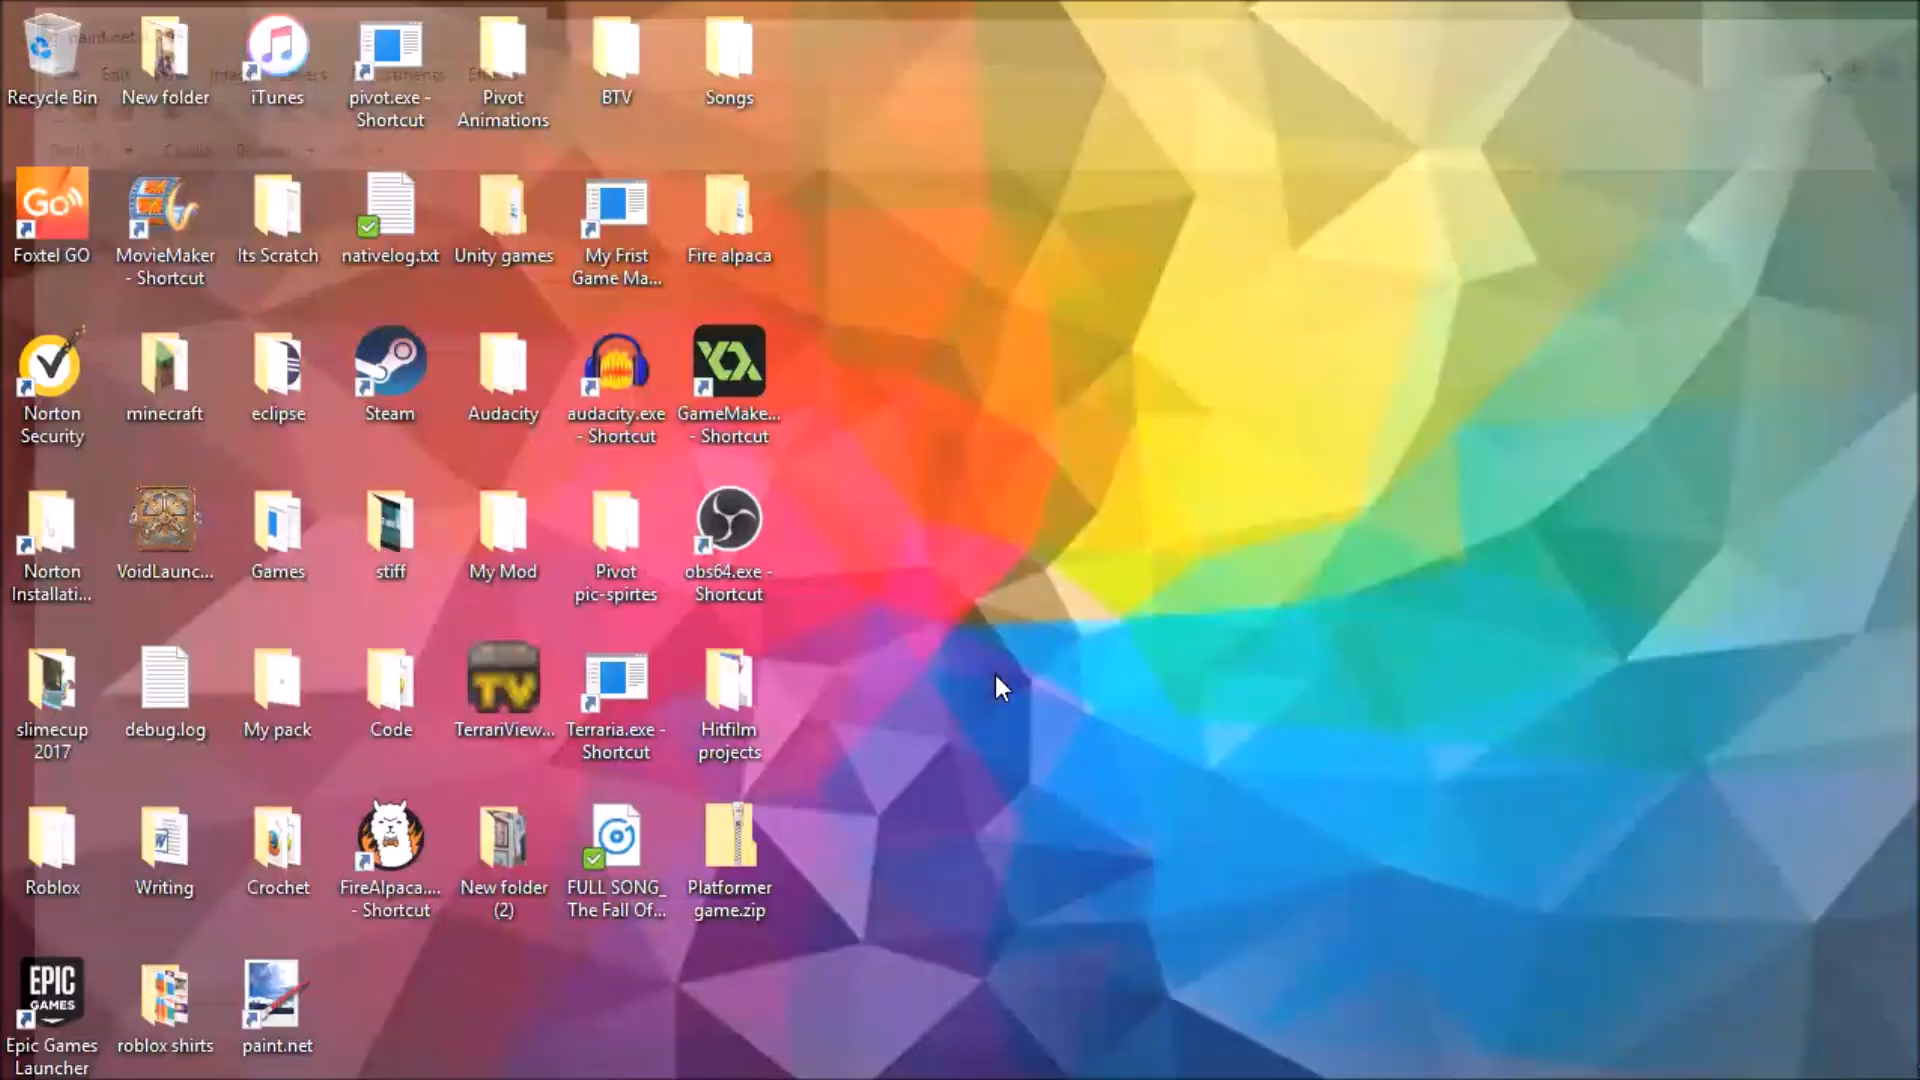 Recycle Bin
New folder
iTunes
pivot.exe -
Shortcut
Pivot
Animations
BTV
Songs
Go
Foxtel GO
MovieMaker
- Shortcut
Its Scratch
nativelog.txt
Unity games
My Frist
Game Ma...
Fire alpaca
Norton
Security
minecraft
eclipse
Steam
Audacity
audacity.exe
- Shortcut
GameMake...
- Shortcut
Norton
Installati...
VoidLaunc...
Games
stiff
My Mod
Pivot
pic-spirtes
obs64.exe -
Shortcut
slimecup
2017
debug.log
My pack
Code
TV
TerrariView...
Terraria.exe -
Shortcut
Hitfilm
projects
Roblox
Writing
Crochet
FireAlpaca....
- Shortcut
New folder
(2)
FULL SONG_
The Fall Of...
Platformer
game.zip
EPIC
GAMES
Epic Games
Launcher
roblox shirts
paint.net
Edit